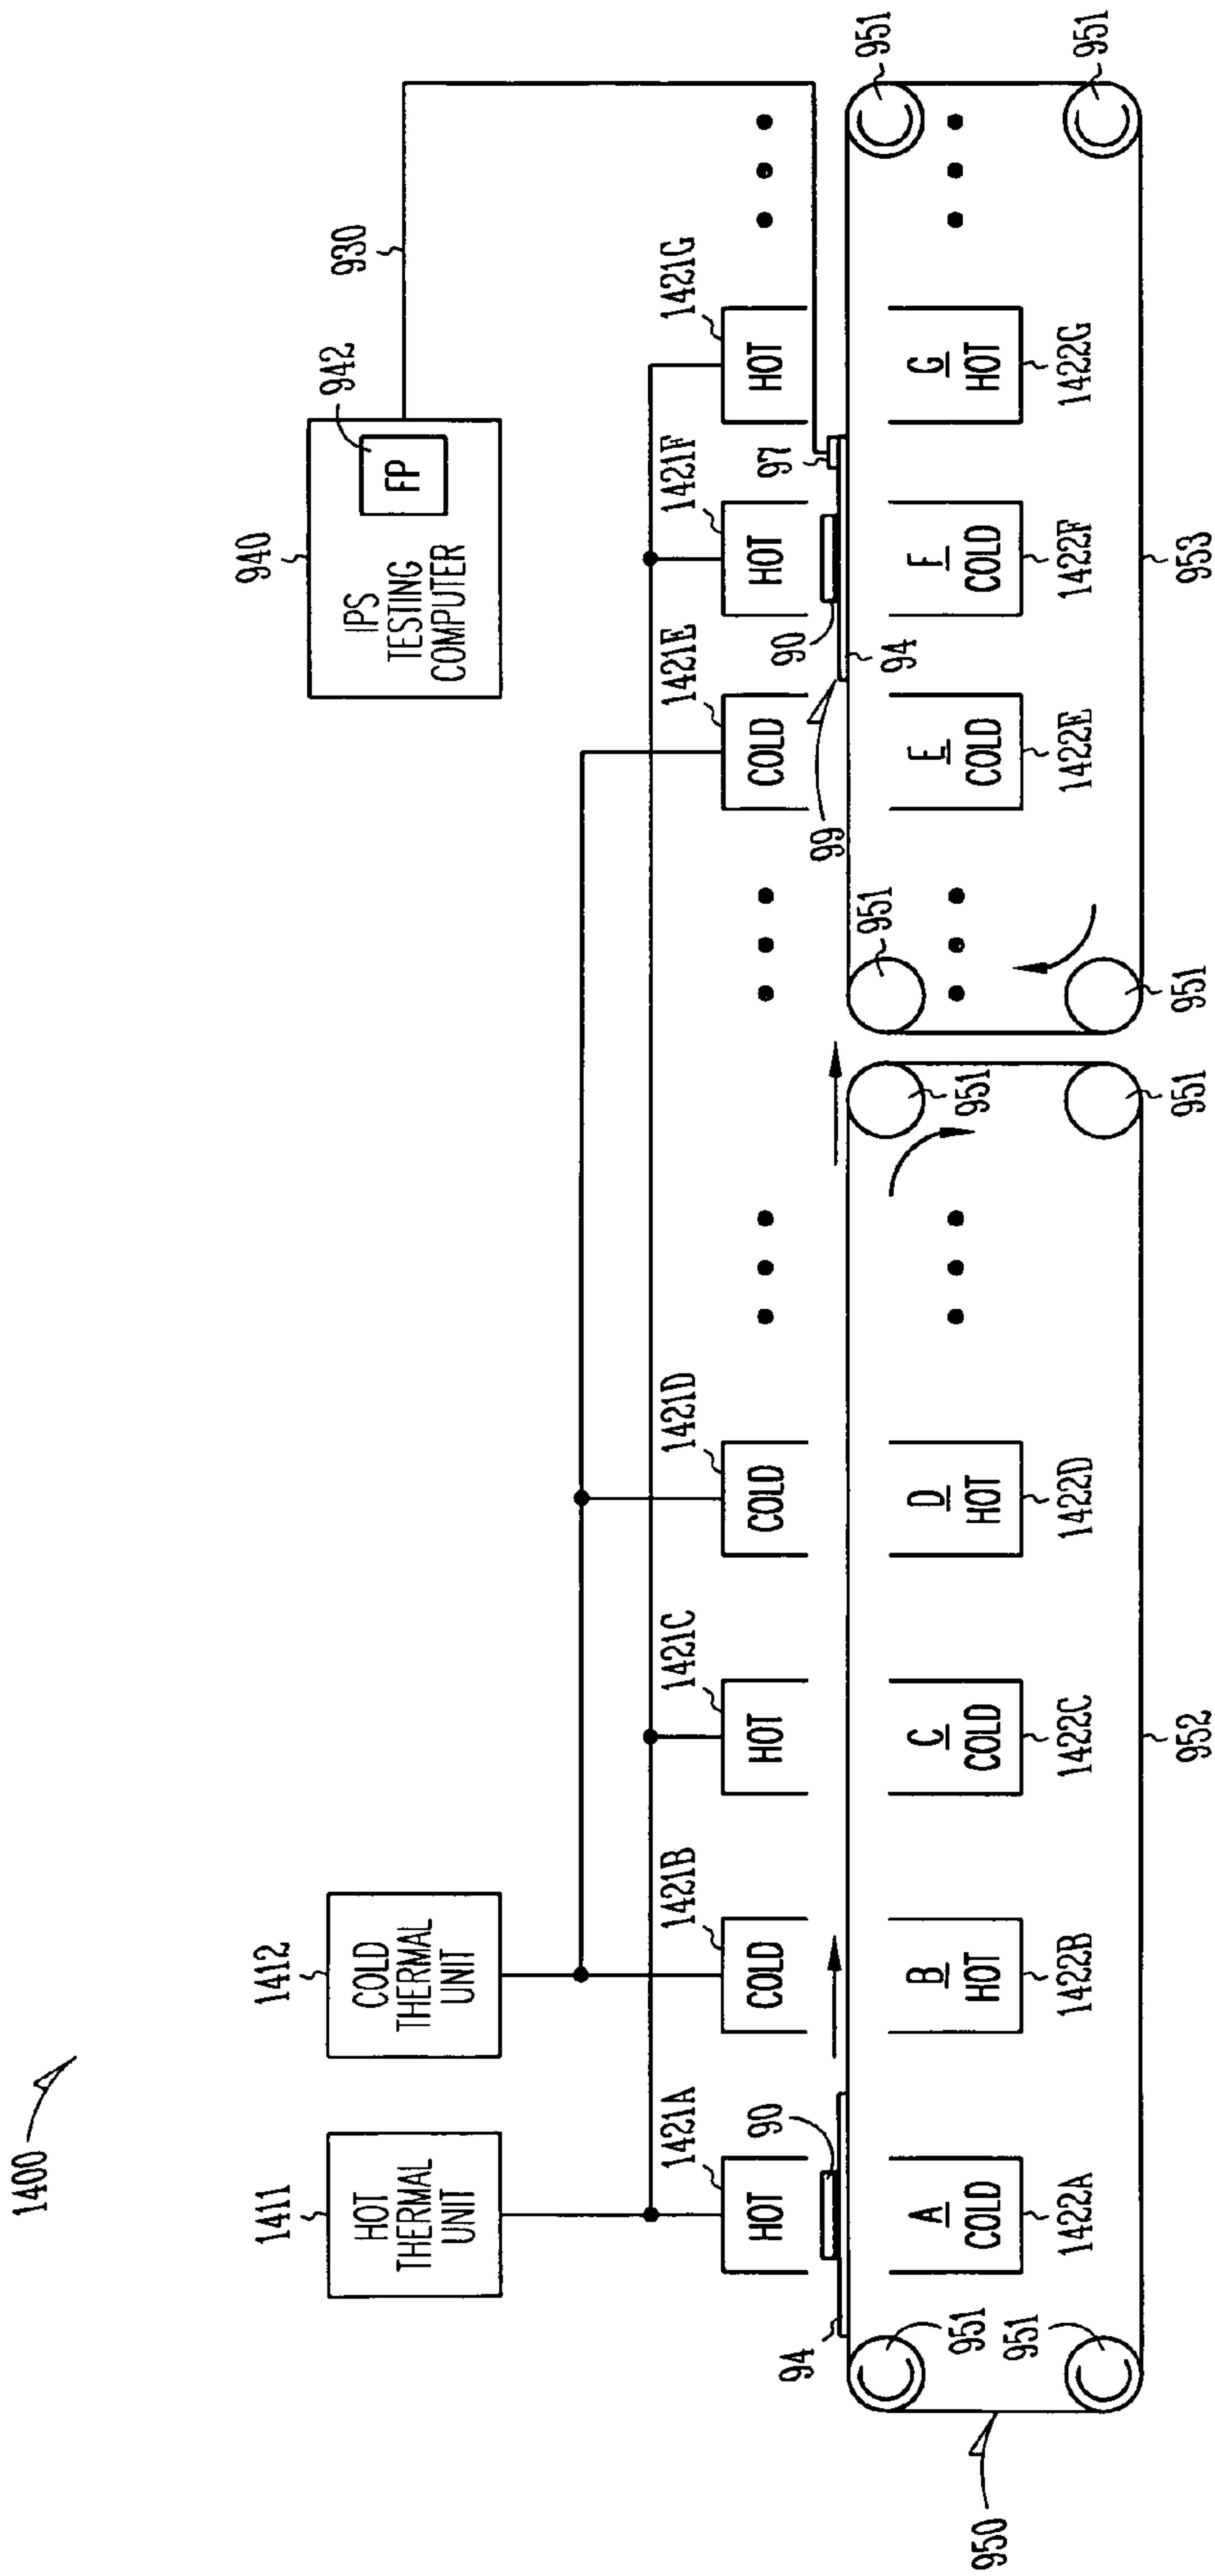 1400
1411
HOT
THERMAL
UNIT
1412
COLD
THERMAL
UNIT
940
IPS
TESTING
COMPUTER
942
FP
930
1421A
HOT
1421B
COLD
1421C
HOT
1421D
COLD
1421E
COLD
1421F
HOT
1421G
HOT
94
90
99
90
94
97
A
COLD
1422A
B
HOT
1422B
C
COLD
1422C
D
HOT
1422D
E
COLD
1422E
F
COLD
1422F
G
HOT
1422G
951
951
951
951
951
951
951
951
950
952
953